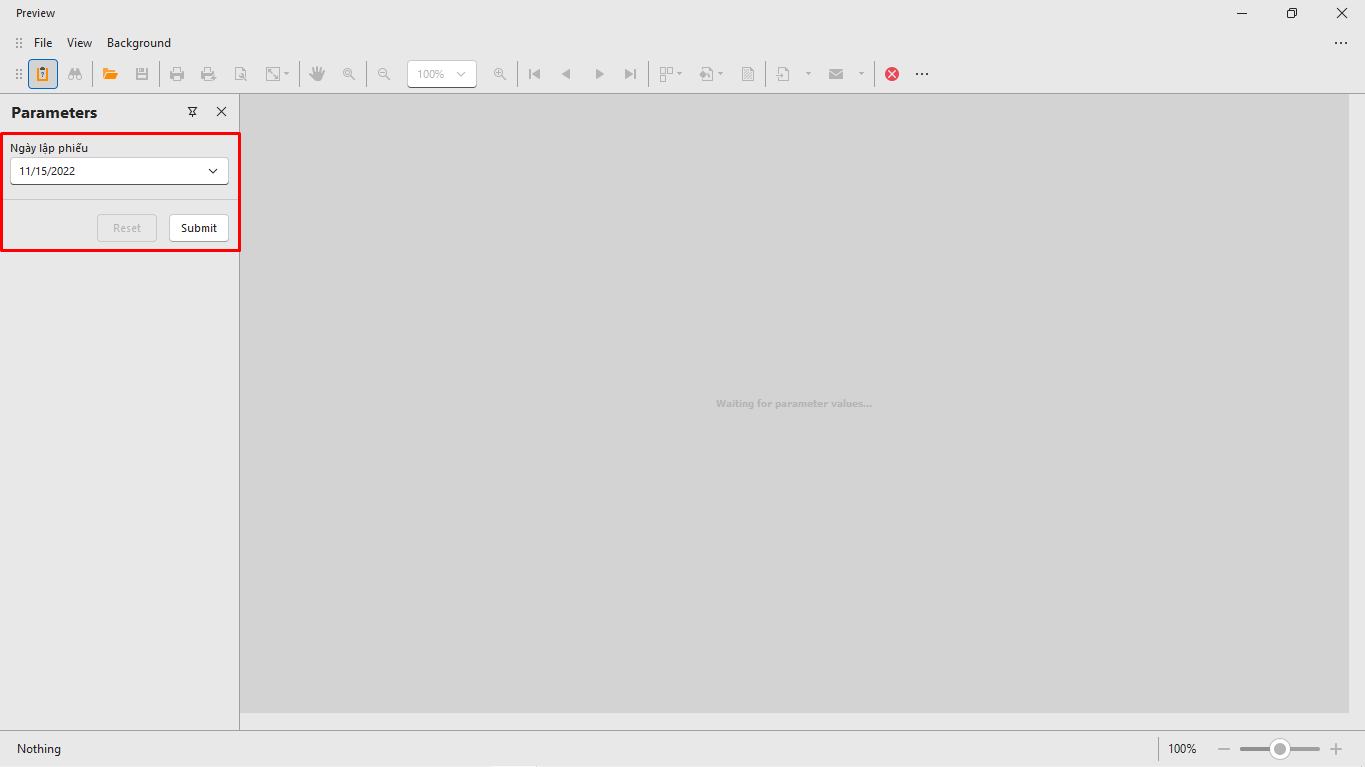 Preview
File View Background
100%
Parameters
Ngày lập phiếu
11/15/2022
Reset Submit
Waiting for parameter values...
Nothing 100%